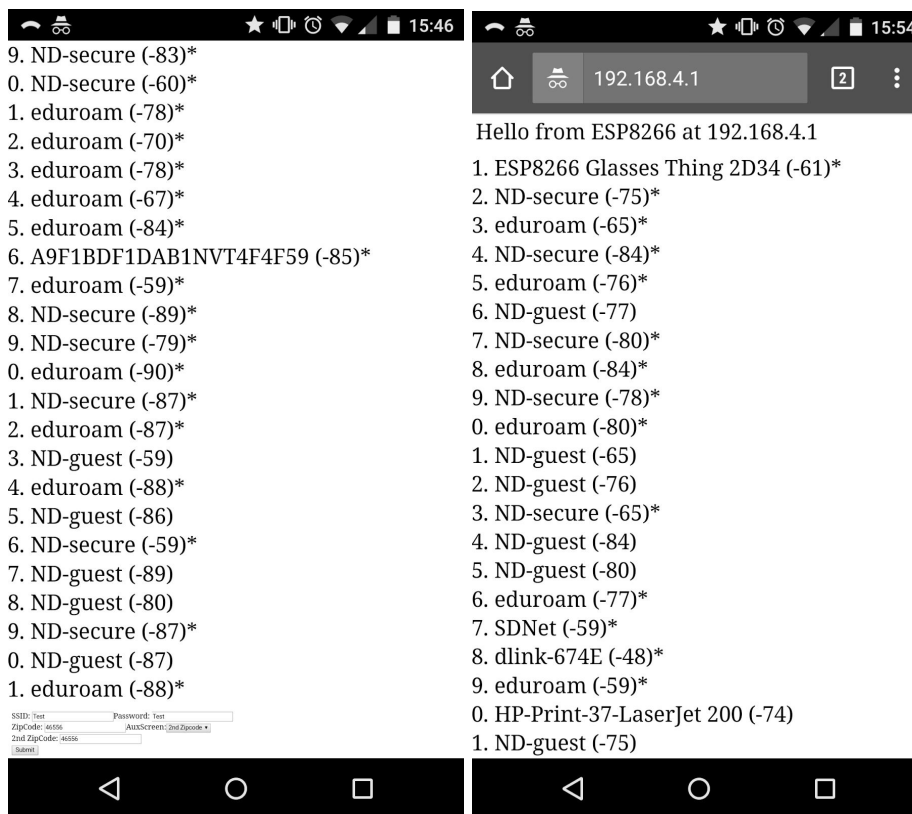 15:46
9. ND-secure (-83)*
0. ND-secure (-60)*
1. eduroam (-78)*
2. eduroam (-70)*
3. eduroam (-78)*
4. eduroam (-67)*
5. eduroam (-84)*
6. A9F1BDF1DAB1NVT4F4F59 (-85)*
7. eduroam (-59)*
8. ND-secure (-89)*
9. ND-secure (-79)*
0. eduroam (-90)*
1. ND-secure (-87)*
2. eduroam (-87)*
3. ND-guest (-59)
4. eduroam (-88)*
5. ND-guest (-86)
6. ND-secure (-59)*
7. ND-guest (-89)
8. ND-guest (-80)
9. ND-secure (-87)*
0. ND-guest (-87)
1. eduroam (-88)*
SSID: Test Password: Test
ZipCode: 46556 AuxScreen: 2nd Zipcode
2nd ZipCode: 46556
Submit
15:54
192.168.4.1 2
Hello from ESP8266 at 192.168.4.1
1. ESP8266 Glasses Thing 2D34 (-61)*
2. ND-secure (-75)*
3. eduroam (-65)*
4. ND-secure (-84)*
5. eduroam (-76)*
6. ND-guest (-77)
7. ND-secure (-80)*
8. eduroam (-84)*
9. ND-secure (-78)*
0. eduroam (-80)*
1. ND-guest (-65)
2. ND-guest (-76)
3. ND-secure (-65)*
4. ND-guest (-84)
5. ND-guest (-80)
6. eduroam (-77)*
7. SDNet (-59)*
8. dlink-674E (-48)*
9. eduroam (-59)*
0. HP-Print-37-LaserJet 200 (-74)
1. ND-guest (-75)